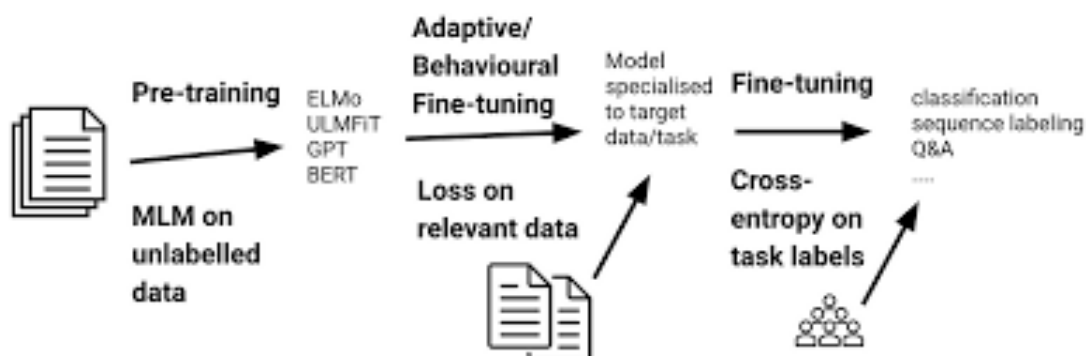 Pre-training
MLM on
unlabelled
data
ELMo
ULMFiT
GPT
BERT
Adaptive/
Behavioural
Fine-tuning
Loss on
relevant data
Model
specialised
to target
data/task
Fine-tuning
Cross-
entropy on
task labels
classification
sequence labeling
Q&A
....